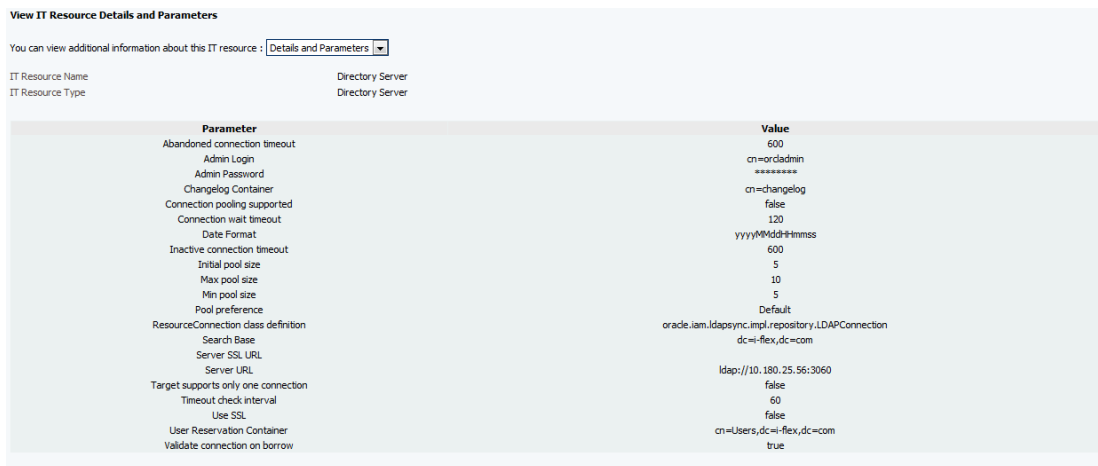 View IT Resource Details and Parameters
You can view additional information about this IT resource : Details and Parameters
IT Resource Name Directory Server
IT Resource Type Directory Server
Parameter Value
Abandoned connection timeout 600
Admin Login cn=orcladmin
Admin Password ********
Changelog Container cn=changelog
Connection pooling supported false
Connection wait timeout 120
Date Format yyyyMMddHHmmss
Inactive connection timeout 600
Initial pool size 5
Max pool size 10
Min pool size 5
Pool preference Default
ResourceConnection class definition oracle.iam.ldapsync.impl.repository.LDAPConnection
Search Base dc=i-flex,dc=com
Server SSL URL
Server URL ldap://10.180.25.56:3060
Target supports only one connection false
Timeout check interval 60
Use SSL false
User Reservation Container cn=Users,dc=i-flex,dc=com
Validate connection on borrow true